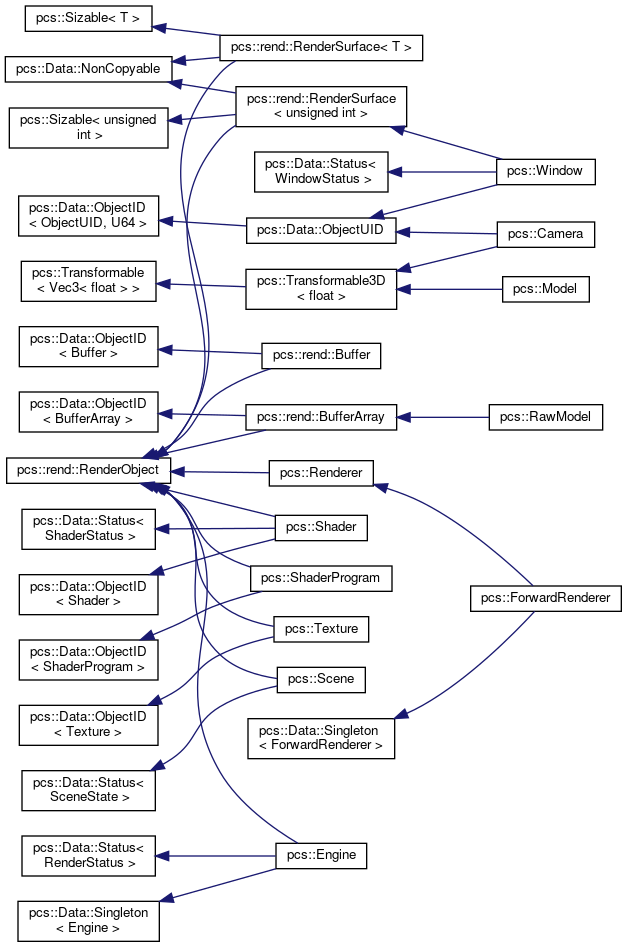 pcs::Sizable< T >
pcs::rend::RenderSurface< T >
pcs::Data::NonCopyable
pcs::rend::RenderSurface
< unsigned int >
pcs::Sizable< unsigned
int >
pcs::Data::Status<
WindowStatus >
pcs::Window
pcs::Data::ObjectID
< ObjectUID, U64 >
pcs::Data::ObjectUID
pcs::Camera
pcs::Transformable
< Vec3< float > >
pcs::Transformable3D
< float >
pcs::Model
pcs::Data::ObjectID
< Buffer >
pcs::rend::Buffer
pcs::Data::ObjectID
< BufferArray >
pcs::rend::BufferArray
pcs::RawModel
pcs::rend::RenderObject
pcs::Renderer
pcs::Data::Status<
ShaderStatus >
pcs::Shader
pcs::Data::ObjectID
< Shader >
pcs::ShaderProgram
pcs::ForwardRenderer
pcs::Data::ObjectID
< ShaderProgram >
pcs::Texture
pcs::Scene
pcs::Data::ObjectID
< Texture >
pcs::Data::Singleton
< ForwardRenderer >
pcs::Data::Status<
SceneState >
pcs::Data::Status<
RenderStatus >
pcs::Engine
pcs::Data::Singleton
< Engine >